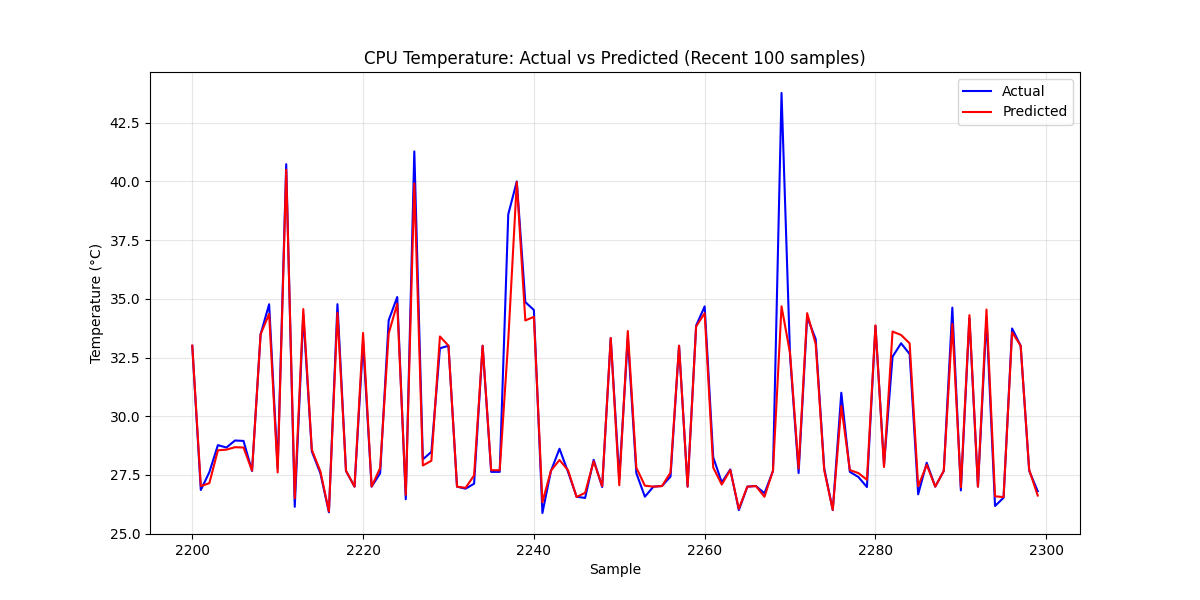 CPU Temperature: Actual vs Predicted (Recent 100 samples)
Actual
Predicted
42.5
40.0
37.5
35.0
32.5
30.0
27.5
25.0
Temperature (°C)
2200 2220 2240 2260 2280 2300
Sample